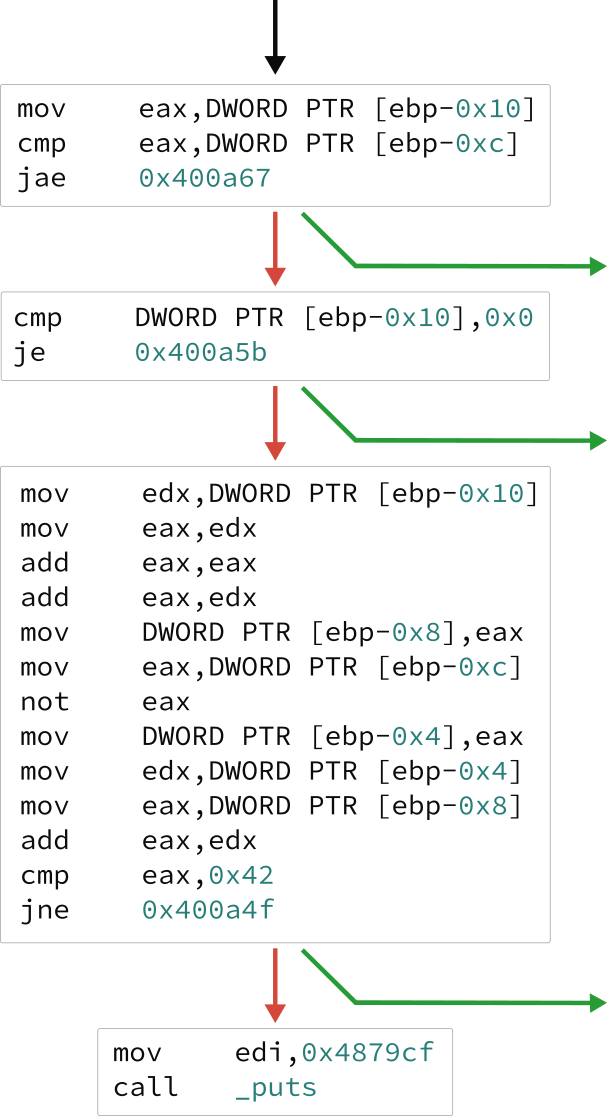 mov eax,DWORD PTR [ebp-0x10]
cmp eax,DWORD PTR [ebp-0xc]
jae 0x400a67
cmp DWORD PTR [ebp-0x10],0x0
je 0x400a5b
mov edx,DWORD PTR [ebp-0x10]
mov eax,edx
add eax,eax
add eax,edx
mov DWORD PTR [ebp-0x8],eax
mov eax,DWORD PTR [ebp-0xc]
not eax
mov DWORD PTR [ebp-0x4],eax
mov edx,DWORD PTR [ebp-0x4]
mov eax,DWORD PTR [ebp-0x8]
add eax,edx
cmp eax,0x42
jne 0x400a4f
mov edi,0x4879cf
call _puts